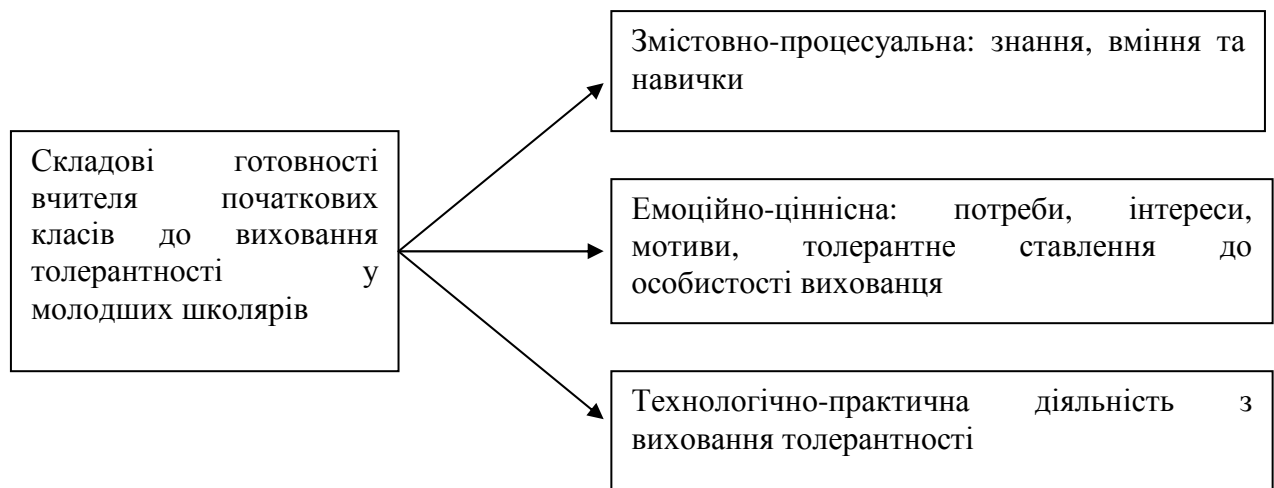 Складові готовності
вчителя початкових
класів до виховання
толерантності у
молодших школярів
Змістовно-процесуальна: знання, вміння та
навички
Емоційно-ціннісна: потреби, інтереси,
мотиви, толерантне ставлення до
особистості вихованця
Технологічно-практична діяльність з
виховання толерантності